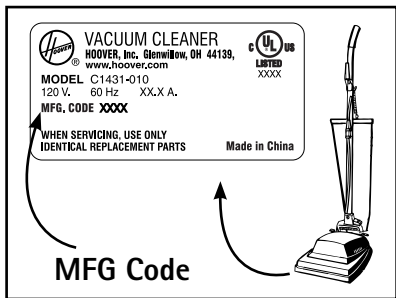 HOOVER ®
VACUUM CLEANER
HOOVER, Inc. Glenwillow, OH 44139,
www.hoover.com
C UL US
LISTED
XXXX
MODEL C1431-010
120 V. 60 Hz XX.X A.
MFG. CODE XXXX
WHEN SERVICING, USE ONLY
IDENTICAL REPLACEMENT PARTS
Made in China
MFG Code